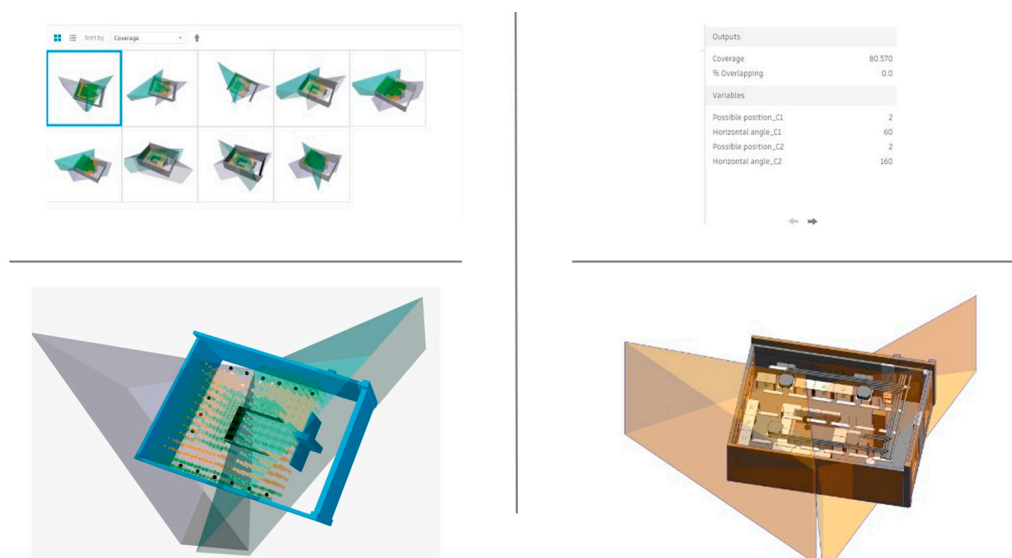 Sort by Coverage
Outputs
Coverage 80.570
% Overlapping 0.0
Variables
Possible position_C1 2
Horizontal angle_C1 60
Possible position_C2 2
Horizontal angle_C2 160